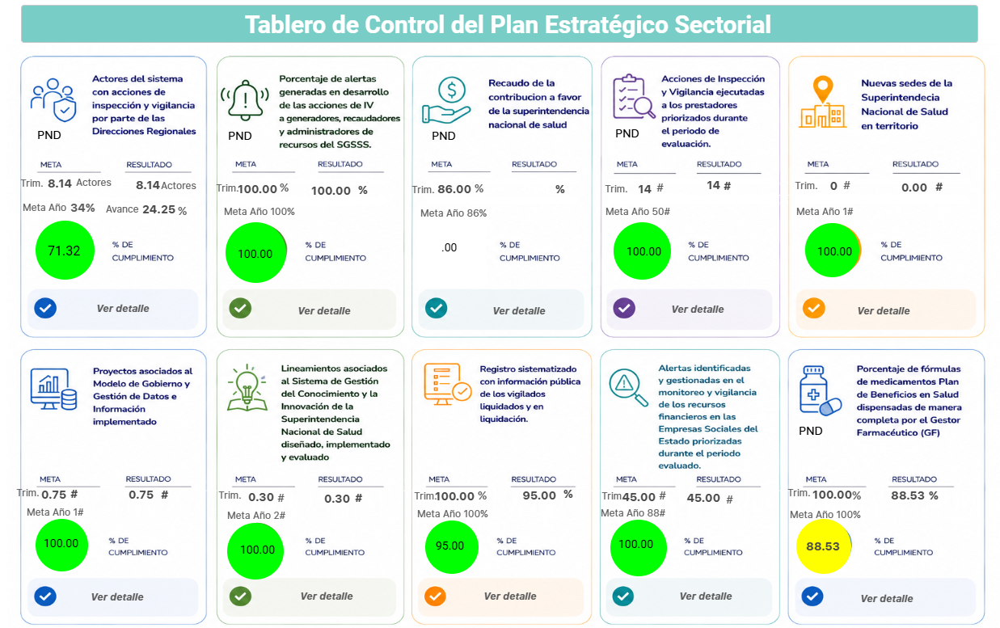 Tablero de Control del Plan Estratégico Sectorial
Actores del sistema
con acciones de
inspección y vigilancia
por parte de las
Direcciones Regionales
PND
META
RESULTADO
Trim. 8.14 Actores
8.14 Actores
Meta Año 34%
Avance 24.25 %
71.32
% DE
CUMPLIMIENTO
Ver detalle
Porcentaje de alertas
generadas en desarrollo
de las acciones de IV
a generadores, recaudadores
y administradores de
recursos del SGSSS.
PND
META
RESULTADO
Trim. 100.00 %
100.00 %
Meta Año 100%
100.00
% DE
CUMPLIMIENTO
Ver detalle
Recaudo de la
contribucion a favor
de la superintendencia
nacional de salud
PND
META
RESULTADO
Trim. 86.00 %
%
Meta Año 86%
.00
% DE
CUMPLIMIENTO
Ver detalle
Acciones de Inspección
y Vigilancia ejecutadas
a los prestadores
priorizados durante
el periodo de
evaluación.
PND
META
RESULTADO
Trim. 14 #
14 #
Meta Año 50#
100.00
% DE
CUMPLIMIENTO
Ver detalle
Nuevas sedes de la
Superintendecia
Nacional de Salud
en territorio
META
RESULTADO
Trim. 0 #
0.00 #
Meta Año 1#
100.00
% DE
CUMPLIMIENTO
Ver detalle
Proyectos asociados al
Modelo de Gobierno y
Gestión de Datos e
Información
implementado
META
RESULTADO
Trim. 0.75 #
0.75 #
Meta Año 1#
100.00
% DE
CUMPLIMIENTO
Ver detalle
Lineamientos asociados
al Sistema de Gestión
del Conocimiento y la
Innovación de la
Superintendencia
Nacional de Salud
diseñado, implementado
y evaluado
META
RESULTADO
Trim. 0.30 #
0.30 #
Meta Año 2#
100.00
% DE
CUMPLIMIENTO
Ver detalle
Registro sistematizado
con información pública
de los vigilados
liquidados y en
liquidación.
META
RESULTADO
Trim. 100.00 %
95.00 %
Meta Año 100%
95.00
% DE
CUMPLIMIENTO
Ver detalle
Alertas identificadas
y gestionadas en el
monitoreo y vigilancia
de los recursos
financieros en las
Empresas Sociales del
Estado priorizadas
durante el periodo
evaluado.
META
RESULTADO
Trim 45.00 #
45.00 #
Meta Año 88#
100.00
% DE
CUMPLIMIENTO
Ver detalle
Porcentaje de fórmulas
de medicamentos Plan
de Beneficios en Salud
dispensadas de manera
completa por el Gestor
Farmacéutico (GF)
PND
META
RESULTADO
Trim. 100.00%
88.53 %
Meta Año 100%
88.53
% DE
CUMPLIMIENTO
Ver detalle